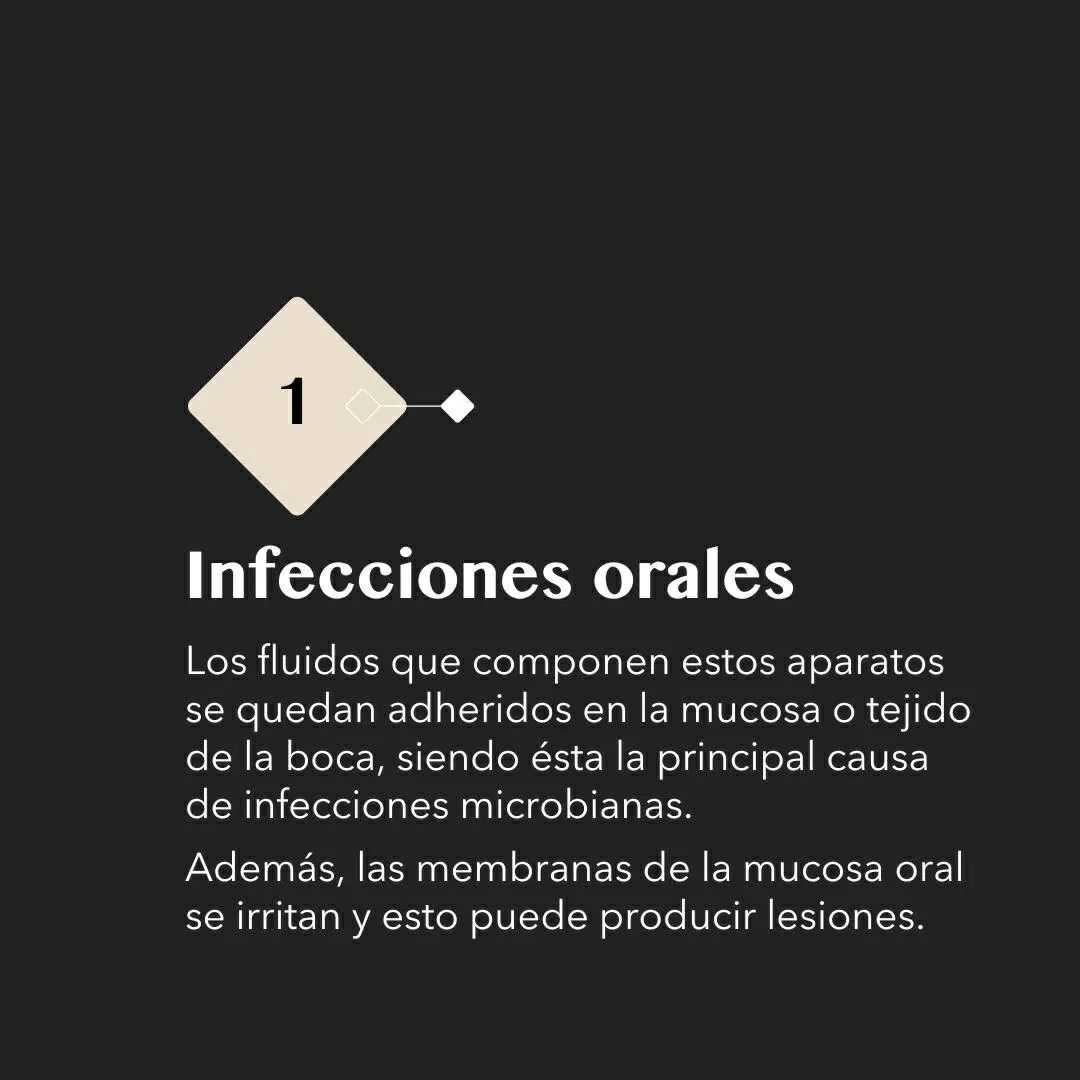 1
Infecciones orales
Los fluidos que componen estos aparatos
se quedan adheridos en la mucosa o tejido
de la boca, siendo ésta la principal causa
de infecciones microbianas.
Además, las membranas de la mucosa oral
se irritan y esto puede producir lesiones.